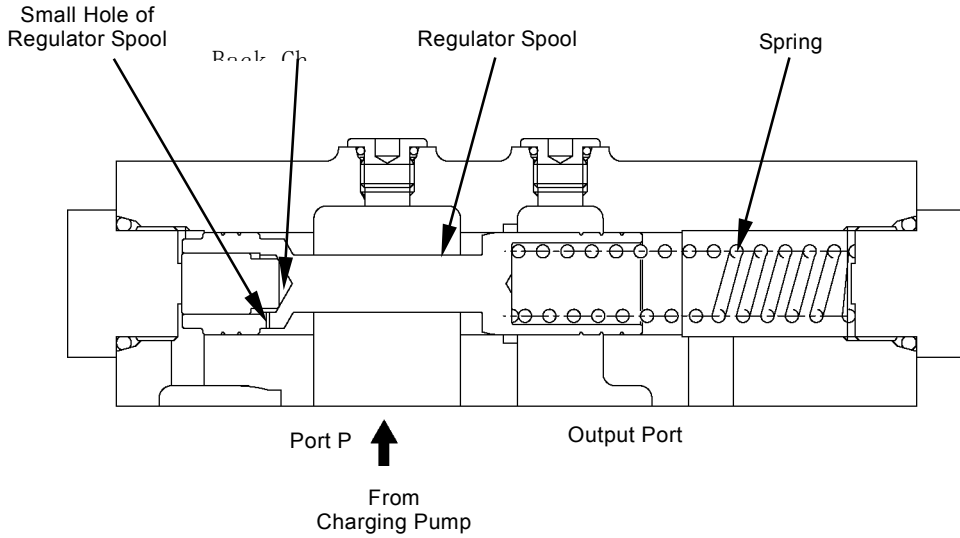 Small Hole of
Regulator Spool
Regulator Spool
Spring
Port P
Output Port
From
Charging Pump